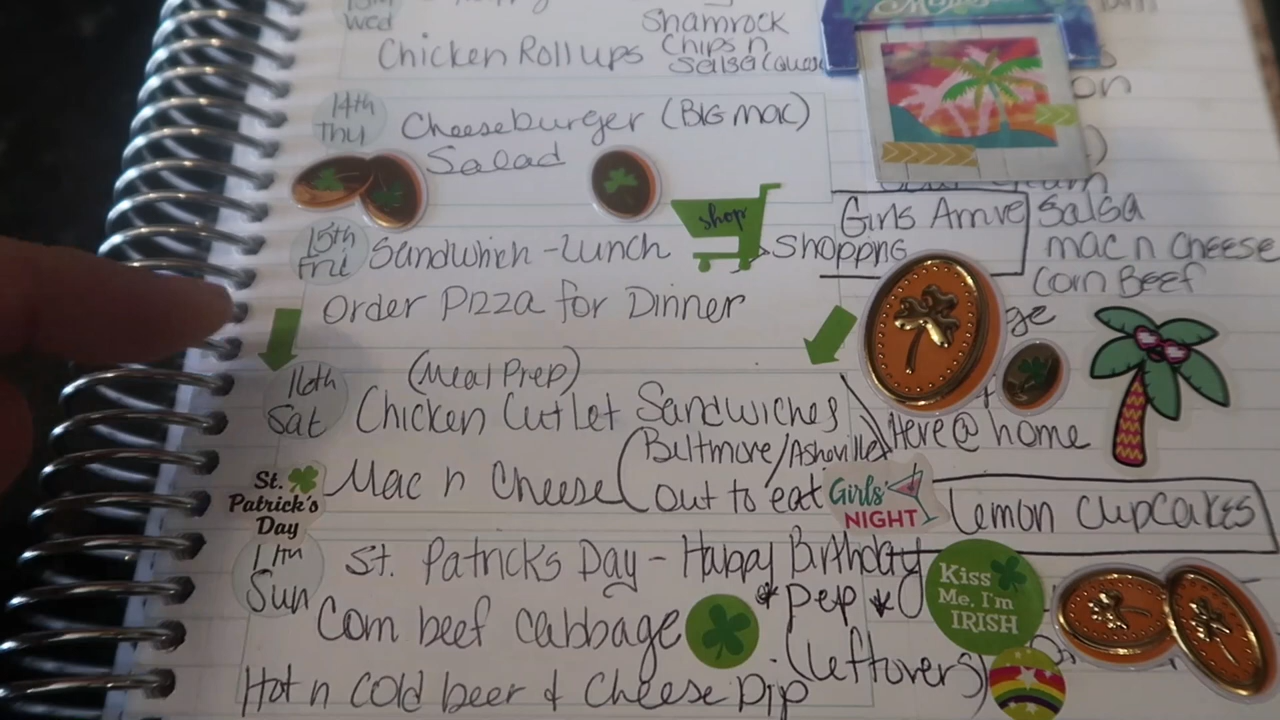 Wed
Shamrock
Chicken Roll ups
Chips n
Salsa
14th
Thu
Cheeseburger (BIG Mac)
Salad
on
Salsa
mac n Cheese
Corn Beef
Girls Arrive
15th
Fri
Sandwich - Lunch
shop
Shopping
Order Pizza for Dinner
(Meal Prep)
16th
Sat
Chicken Cutlet Sandwiches
Here @ home
(Biltmore/Asheville
Mac n Cheese
out to eat
Girls' NIGHT
Lemon Cupcakes
St.
Patrick's
Day
17th
Sun
St. Patricks Day - Happy Birthday
* Pep *
Corn beef cabbage
(leftovers)
Kiss
Me, I'm
IRISH
Hot n cold beer & Cheese Dip